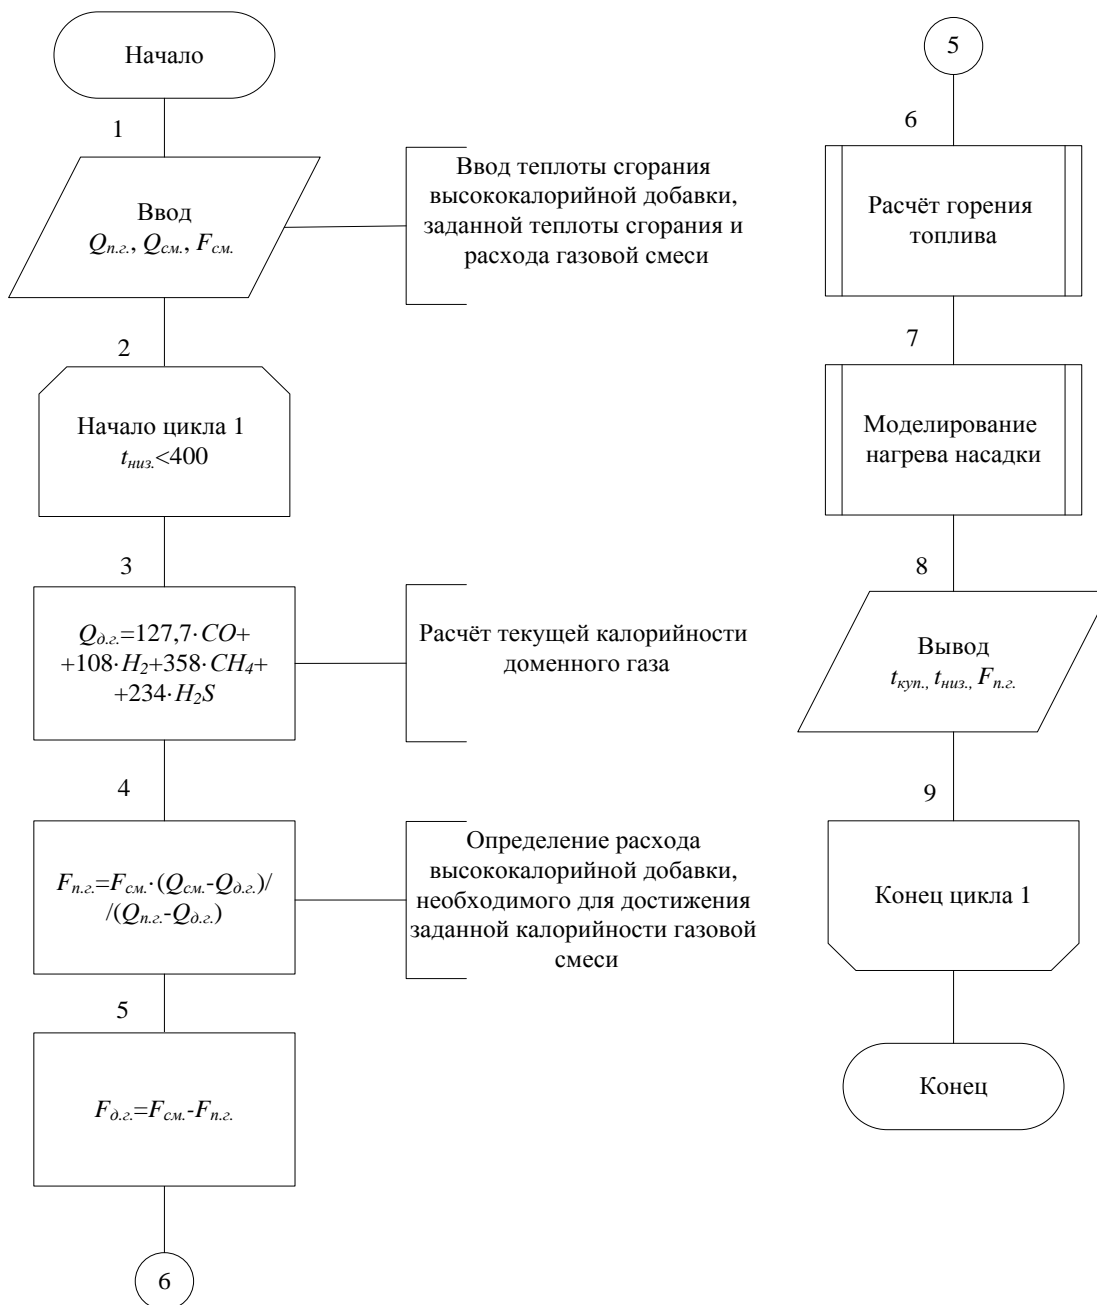 Начало
1
Ввод
Qп.г., Qсм., Fсм.
Ввод теплоты сгорания
высококалорийной добавки,
заданной теплоты сгорания и
расхода газовой смеси
2
Начало цикла 1
tниз.<400
3
Qд.г.=127,7·CO+
+108·H2+358·CH4+
+234·H2S
Расчёт текущей калорийности
доменного газа
4
Fп.г.=Fсм.·(Qсм.-Qд.г.)/
/(Qп.г.-Qд.г.)
Определение расхода
высококалорийной добавки,
необходимого для достижения
заданной калорийности газовой
смеси
5
Fд.г.=Fсм.-Fп.г.
6
5
6
Расчёт горения
топлива
7
Моделирование
нагрева насадки
8
Вывод
tкуп., tниз., Fп.г.
9
Конец цикла 1
Конец